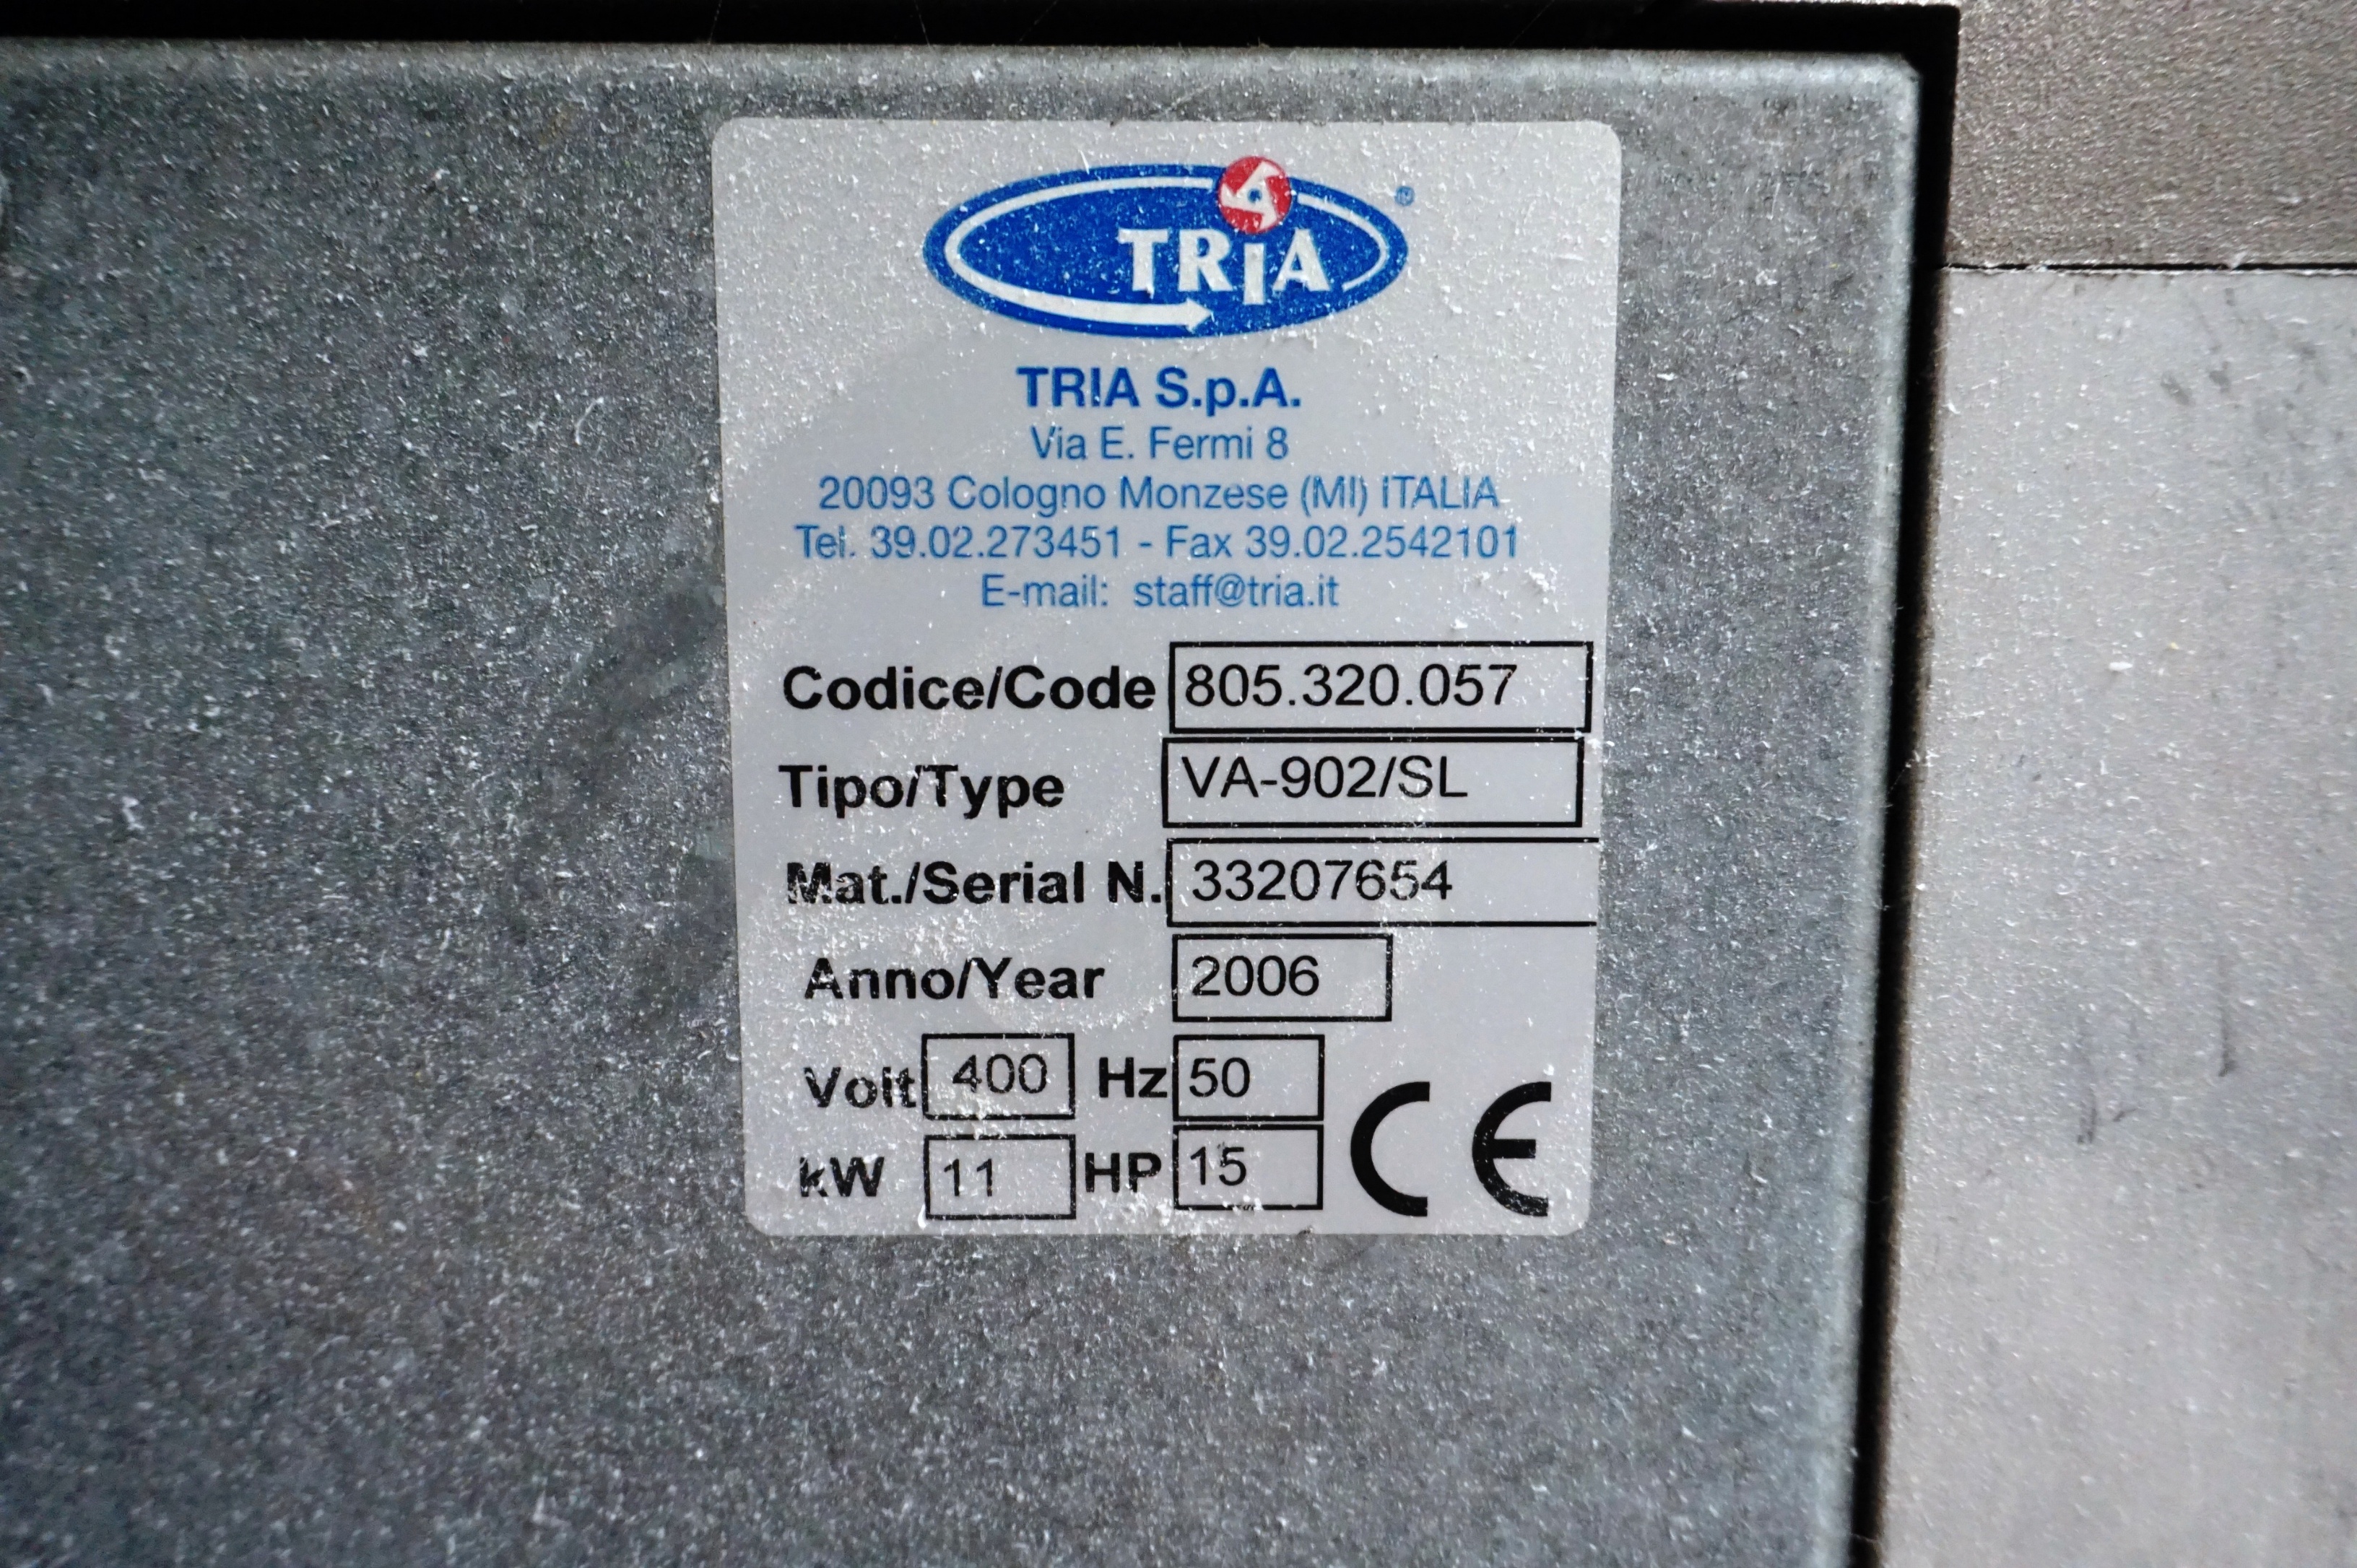 TRIA ®
TRIA S.p.A.
Via E. Fermi 8
20093 Cologno Monzese (MI) ITALIA
Tel. 39.02.273451 - Fax 39.02.2542101
E-mail: staff@tria.it
Codice/Code 805.320.057
Tipo/Type VA-902/SL
Mat./Serial N. 33207654
Anno/Year 2006
Volt 400 Hz 50
kW 11 HP 15 CE